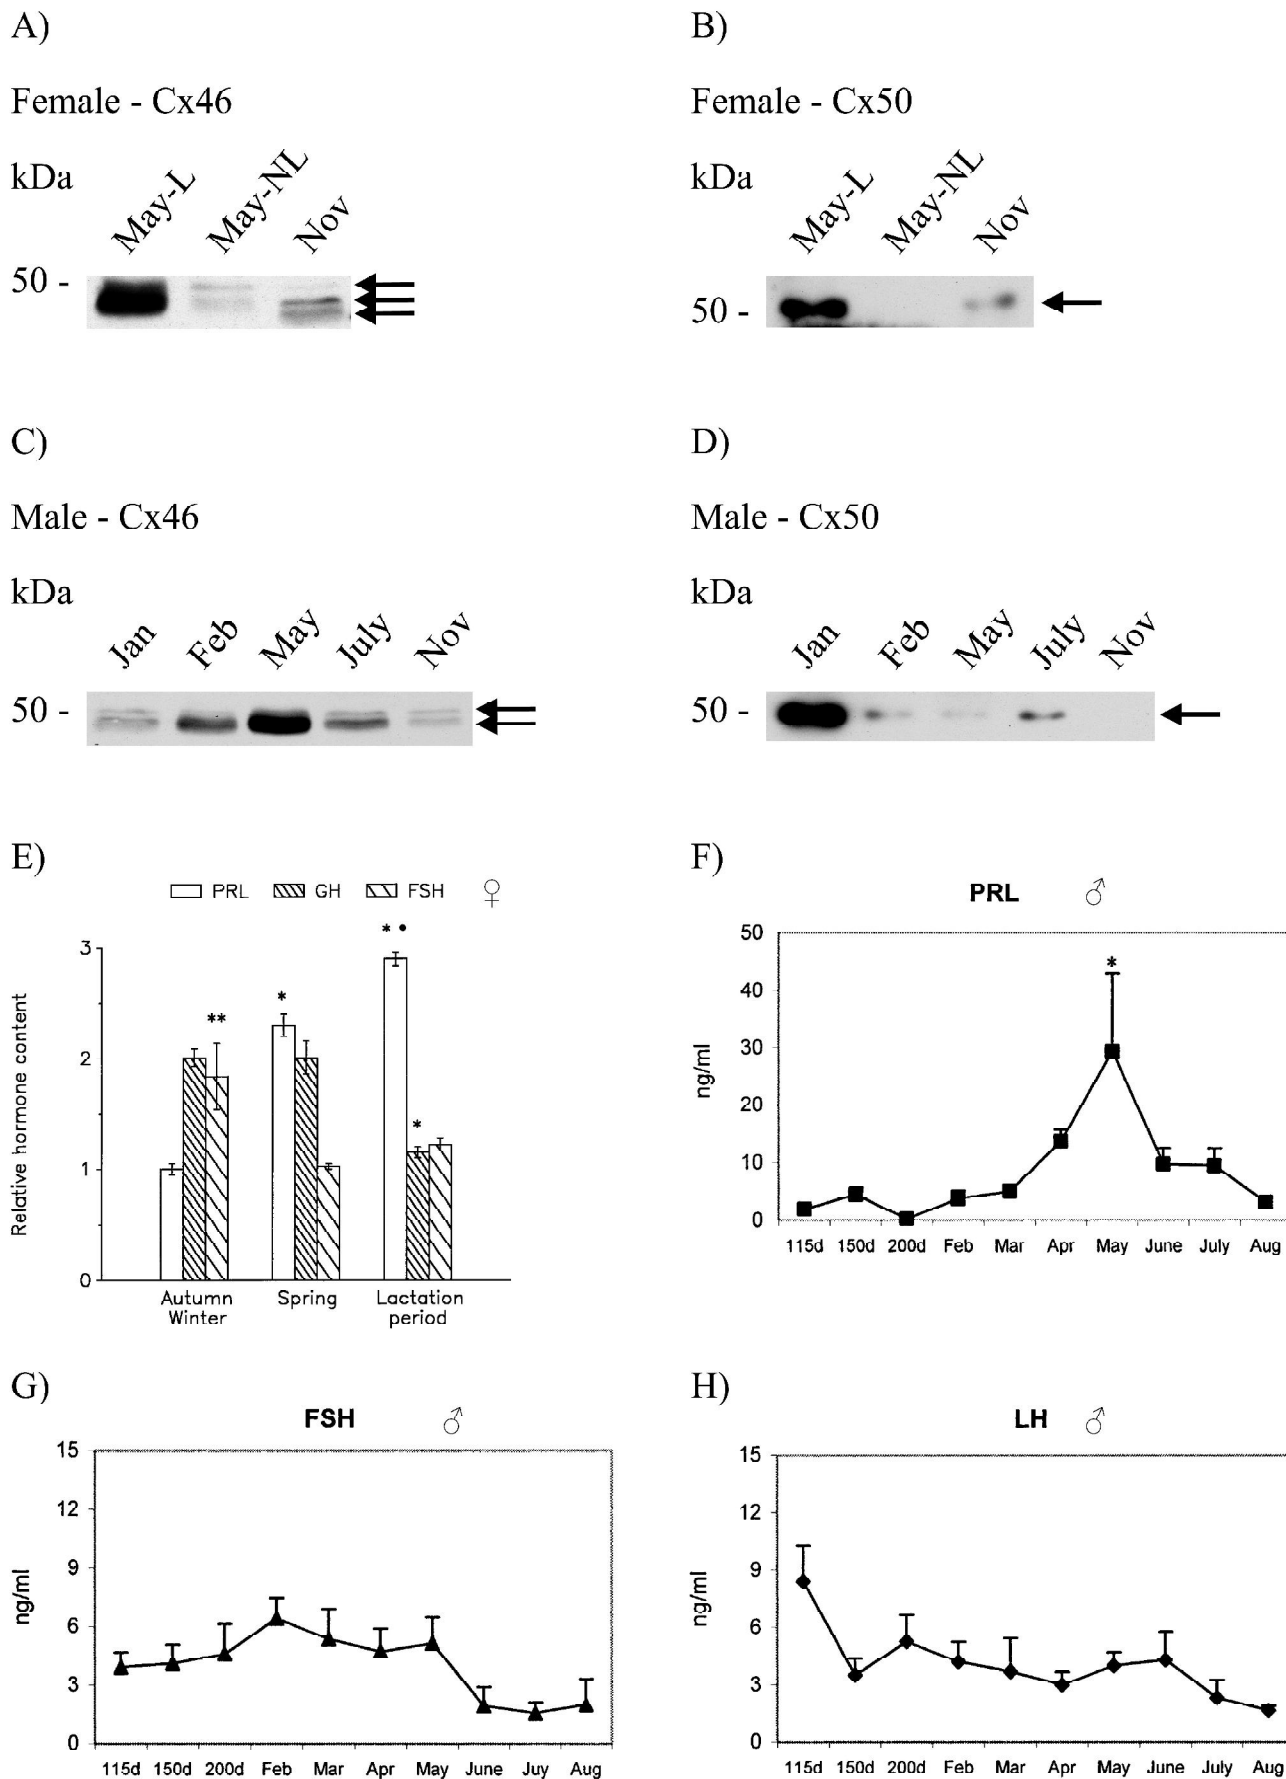 A)
Female - Cx46
kDa
May-L May-NL Nov
50 -
B)
Female - Cx50
kDa
May-L May-NL Nov
50 -
C)
Male - Cx46
kDa
Jan Feb May July Nov
50 -
D)
Male - Cx50
kDa
Jan Feb May July Nov
50 -
E)
PRL GH FSH ♀
Relative hormone content
3
2
1
0
* *
** * * •
Autumn Winter
Spring
Lactation period
F)
PRL ♂
ng/ml
50
40
30
20
10
0
*
115d 150d 200d Feb Mar Apr May June July Aug
G)
FSH ♂
ng/ml
15
12
9
6
3
0
115d 150d 200d Feb Mar Apr May June Juy Aug
H)
LH ♂
ng/ml
15
12
9
6
3
0
115d 150d 200d Feb Mar Apr May June July Aug